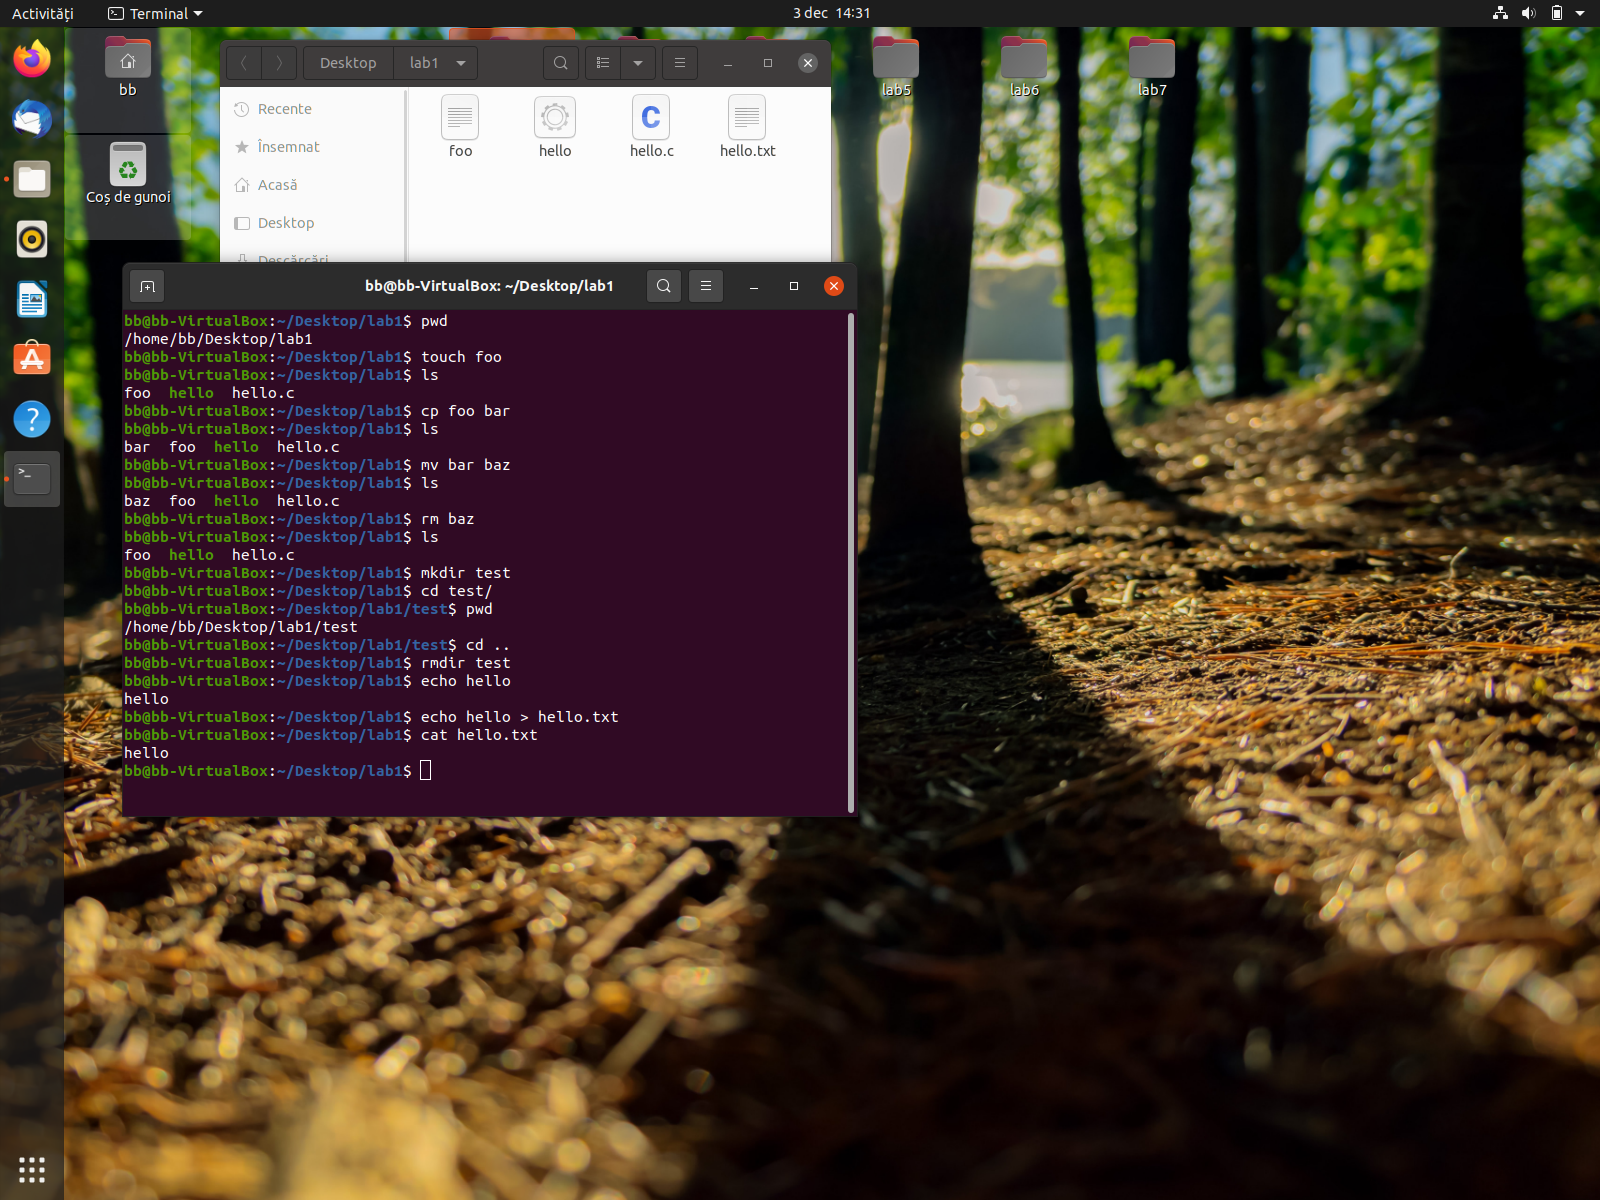 Activități
Terminal
3 dec 14:31
bb
Coș de gunoi
lab5
lab6
lab7
Desktop
lab1
Recente
Însemnat
Acasă
Desktop
Descărcări
foo
hello
hello.c
hello.txt
bb@bb-VirtualBox: ~/Desktop/lab1
bb@bb-VirtualBox:~/Desktop/lab1$ pwd
/home/bb/Desktop/lab1
bb@bb-VirtualBox:~/Desktop/lab1$ touch foo
bb@bb-VirtualBox:~/Desktop/lab1$ ls
foo  hello  hello.c
bb@bb-VirtualBox:~/Desktop/lab1$ cp foo bar
bb@bb-VirtualBox:~/Desktop/lab1$ ls
bar  foo  hello  hello.c
bb@bb-VirtualBox:~/Desktop/lab1$ mv bar baz
bb@bb-VirtualBox:~/Desktop/lab1$ ls
baz  foo  hello  hello.c
bb@bb-VirtualBox:~/Desktop/lab1$ rm baz
bb@bb-VirtualBox:~/Desktop/lab1$ ls
foo  hello  hello.c
bb@bb-VirtualBox:~/Desktop/lab1$ mkdir test
bb@bb-VirtualBox:~/Desktop/lab1$ cd test/
bb@bb-VirtualBox:~/Desktop/lab1/test$ pwd
/home/bb/Desktop/lab1/test
bb@bb-VirtualBox:~/Desktop/lab1/test$ cd ..
bb@bb-VirtualBox:~/Desktop/lab1$ rmdir test
bb@bb-VirtualBox:~/Desktop/lab1$ echo hello
hello
bb@bb-VirtualBox:~/Desktop/lab1$ echo hello > hello.txt
bb@bb-VirtualBox:~/Desktop/lab1$ cat hello.txt
hello
bb@bb-VirtualBox:~/Desktop/lab1$